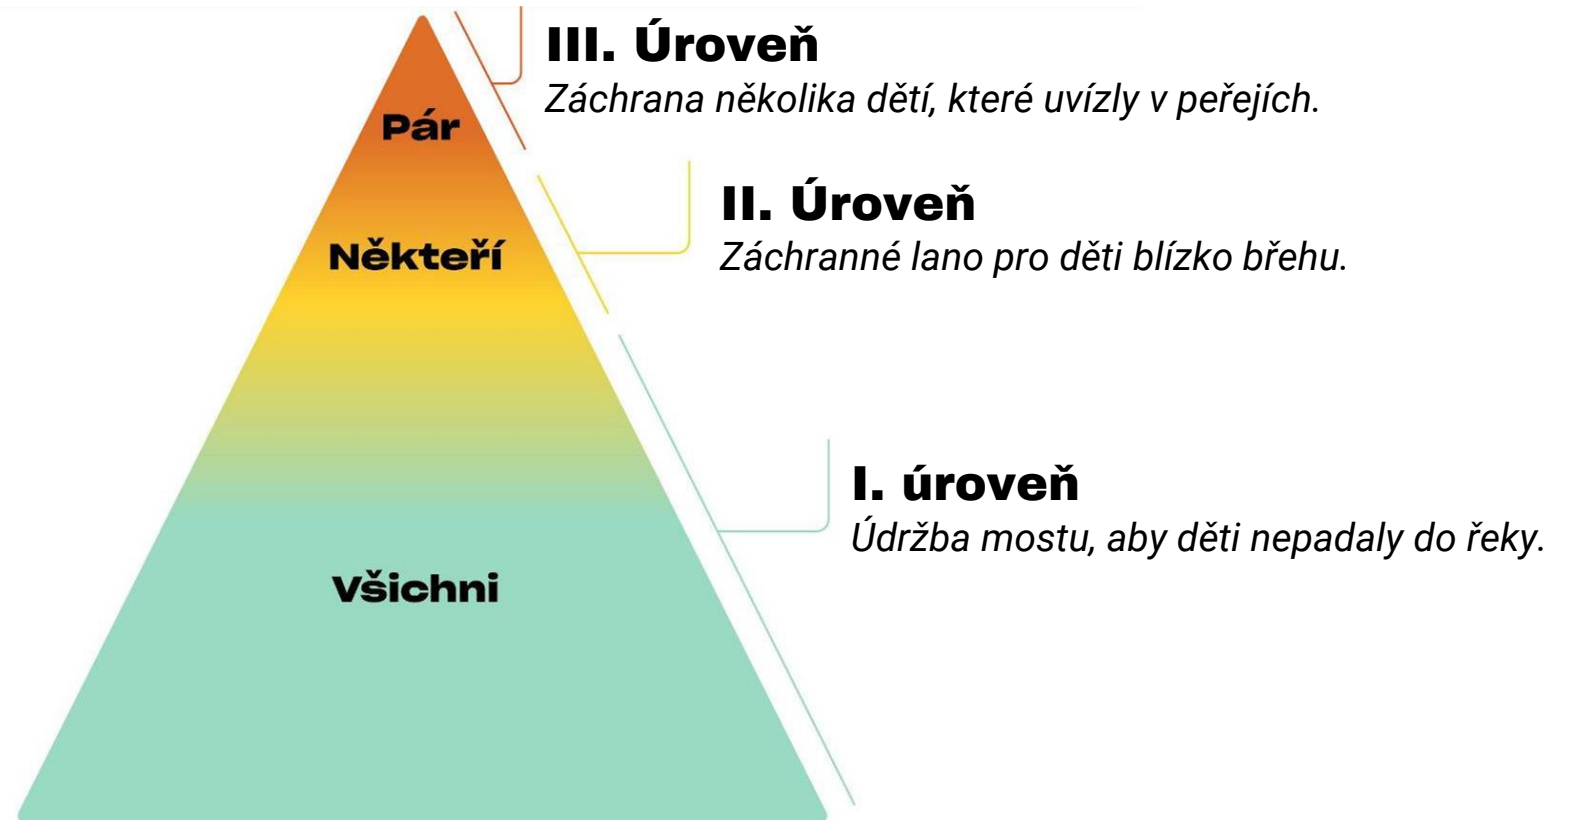 III. Úroveň
Záchrana několika dětí, které uvízly v peřejích.
Pár
II. Úroveň
Záchranné lano pro děti blízko břehu.
Někteří
I. úroveň
Údržba mostu, aby děti nepadaly do řeky.
Všichni